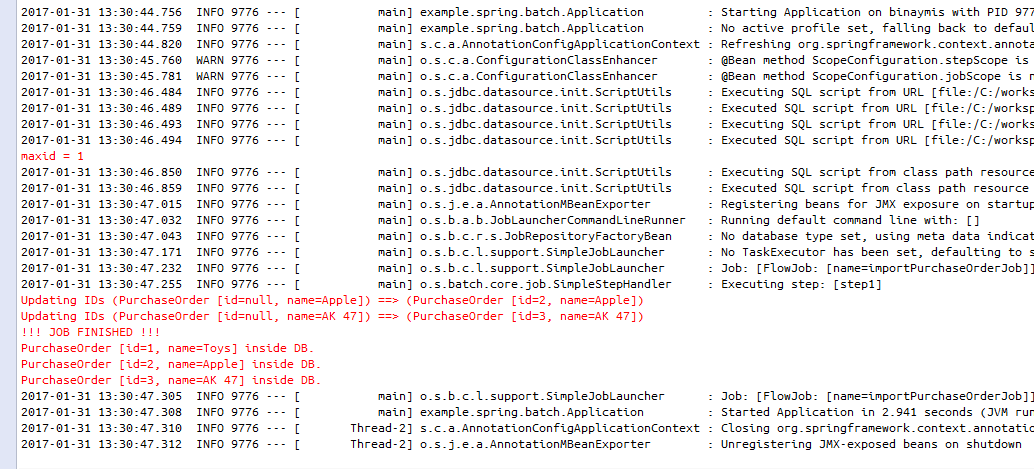 2017-01-31 13:30:44.756  INFO 9776 --- [           main] example.spring.batch.Application         : Starting Application on binaymis with PID 977
2017-01-31 13:30:44.759  INFO 9776 --- [           main] example.spring.batch.Application         : No active profile set, falling back to defaul
2017-01-31 13:30:44.820  INFO 9776 --- [           main] s.c.a.AnnotationConfigApplicationContext : Refreshing org.springframework.context.annota
2017-01-31 13:30:45.760  WARN 9776 --- [           main] o.s.c.a.ConfigurationClassEnhancer       : @Bean method ScopeConfiguration.stepScope is
2017-01-31 13:30:45.781  WARN 9776 --- [           main] o.s.c.a.ConfigurationClassEnhancer       : @Bean method ScopeConfiguration.jobScope is n
2017-01-31 13:30:46.484  INFO 9776 --- [           main] o.s.jdbc.datasource.init.ScriptUtils     : Executing SQL script from URL [file:/C:/works
2017-01-31 13:30:46.489  INFO 9776 --- [           main] o.s.jdbc.datasource.init.ScriptUtils     : Executed SQL script from URL [file:/C:/worksp
2017-01-31 13:30:46.493  INFO 9776 --- [           main] o.s.jdbc.datasource.init.ScriptUtils     : Executing SQL script from URL [file:/C:/works
2017-01-31 13:30:46.494  INFO 9776 --- [           main] o.s.jdbc.datasource.init.ScriptUtils     : Executed SQL script from URL [file:/C:/worksp
maxid = 1
2017-01-31 13:30:46.850  INFO 9776 --- [           main] o.s.jdbc.datasource.init.ScriptUtils     : Executing SQL script from class path resource
2017-01-31 13:30:46.859  INFO 9776 --- [           main] o.s.jdbc.datasource.init.ScriptUtils     : Executed SQL script from class path resource
2017-01-31 13:30:47.015  INFO 9776 --- [           main] o.s.j.e.a.AnnotationMBeanExporter        : Registering beans for JMX exposure on startup
2017-01-31 13:30:47.032  INFO 9776 --- [           main] o.s.b.a.b.JobLauncherCommandLineRunner   : Running default command line with: []
2017-01-31 13:30:47.043  INFO 9776 --- [           main] o.s.b.c.r.s.JobRepositoryFactoryBean     : No database type set, using meta data indicat
2017-01-31 13:30:47.171  INFO 9776 --- [           main] o.s.b.c.l.support.SimpleJobLauncher      : No TaskExecutor has been set, defaulting to s
2017-01-31 13:30:47.232  INFO 9776 --- [           main] o.s.b.c.l.support.SimpleJobLauncher      : Job: [FlowJob: [name=importPurchaseOrderJob]]
2017-01-31 13:30:47.255  INFO 9776 --- [           main] o.s.batch.core.job.SimpleStepHandler     : Executing step: [step1]
Updating IDs (PurchaseOrder [id=null, name=Apple]) ==> (PurchaseOrder [id=2, name=Apple])
Updating IDs (PurchaseOrder [id=null, name=AK 47]) ==> (PurchaseOrder [id=3, name=AK 47])
!!! JOB FINISHED !!!
PurchaseOrder [id=1, name=Toys] inside DB.
PurchaseOrder [id=2, name=Apple] inside DB.
PurchaseOrder [id=3, name=AK 47] inside DB.
2017-01-31 13:30:47.305  INFO 9776 --- [           main] o.s.b.c.l.support.SimpleJobLauncher      : Job: [FlowJob: [name=importPurchaseOrderJob]]
2017-01-31 13:30:47.308  INFO 9776 --- [           main] example.spring.batch.Application         : Started Application in 2.941 seconds (JVM run
2017-01-31 13:30:47.310  INFO 9776 --- [       Thread-2] s.c.a.AnnotationConfigApplicationContext : Closing org.springframework.context.annotatio
2017-01-31 13:30:47.312  INFO 9776 --- [       Thread-2] o.s.j.e.a.AnnotationMBeanExporter        : Unregistering JMX-exposed beans on shutdown